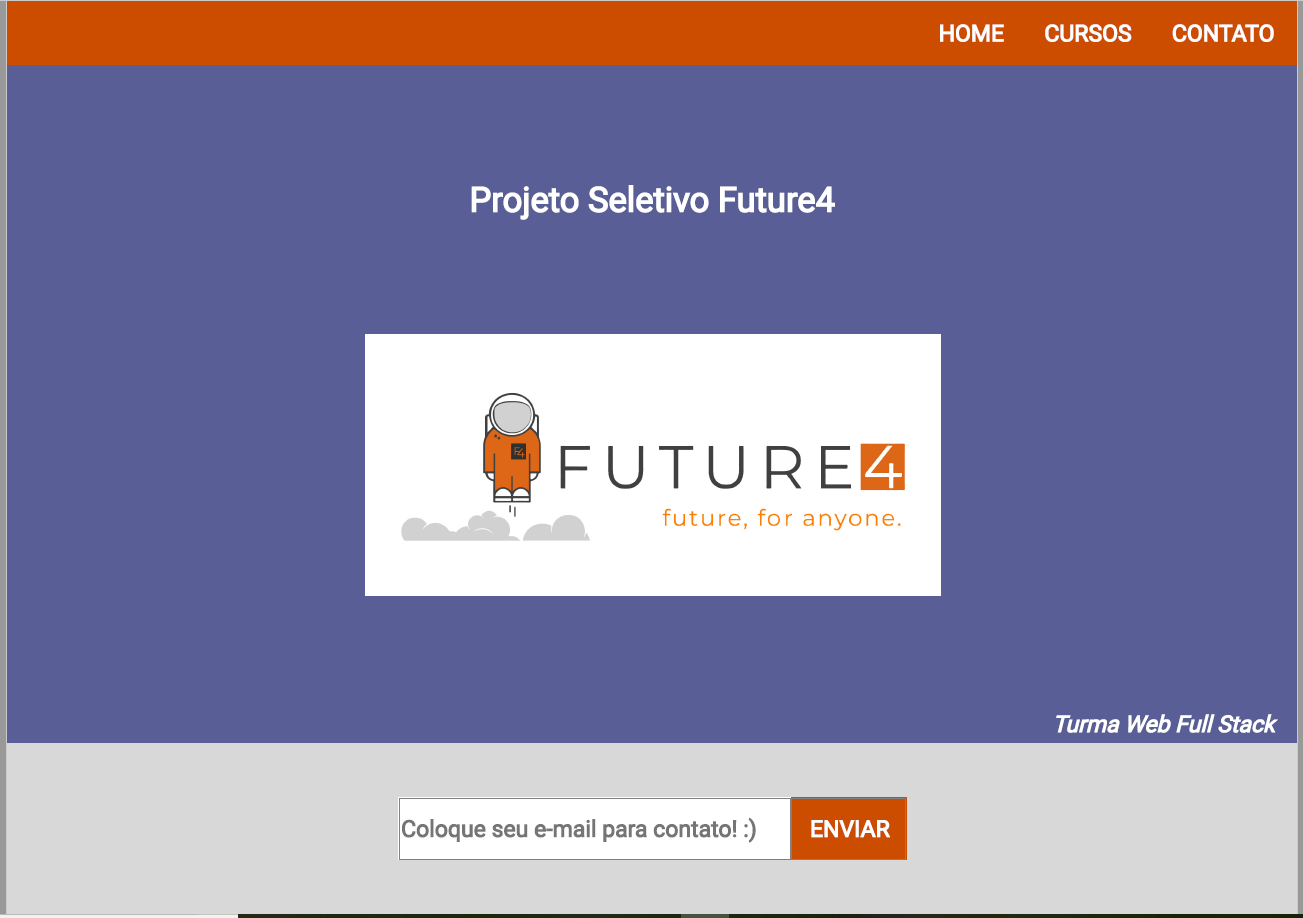 HOME CURSOS CONTATO
Projeto Seletivo Future4
F4
FUTURE4
future, for anyone.
Turma Web Full Stack
Coloque seu e-mail para contato! :) ENVIAR